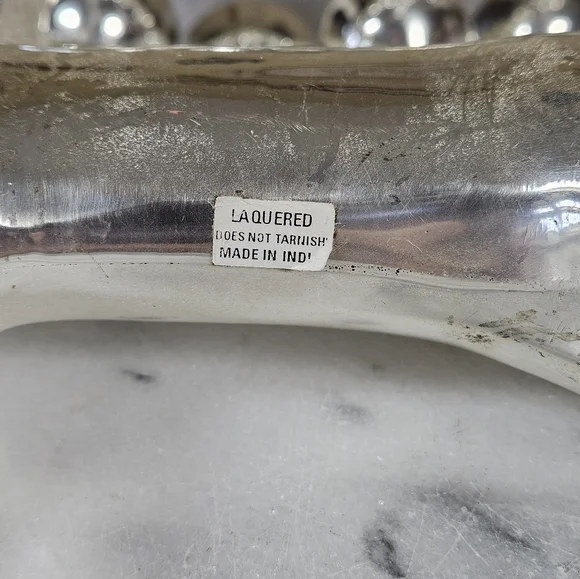 LAQUERED
DOES NOT TARNISH
MADE IN INDI